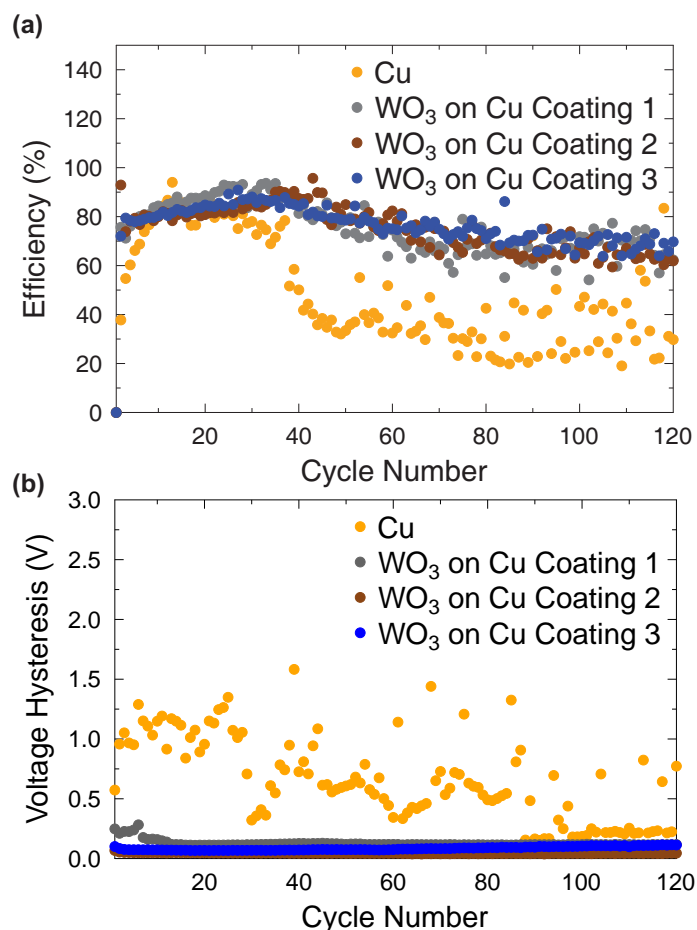 (a)
140
120
100
80
60
40
20
0
Efficiency (%)
Cu
WO₃ on Cu Coating 1
WO₃ on Cu Coating 2
WO₃ on Cu Coating 3
20 40 60 80 100 120
Cycle Number
(b)
3.0
2.5
2.0
1.5
1.0
0.5
0.0
Voltage Hysteresis (V)
Cu
WO₃ on Cu Coating 1
WO₃ on Cu Coating 2
WO₃ on Cu Coating 3
20 40 60 80 100 120
Cycle Number